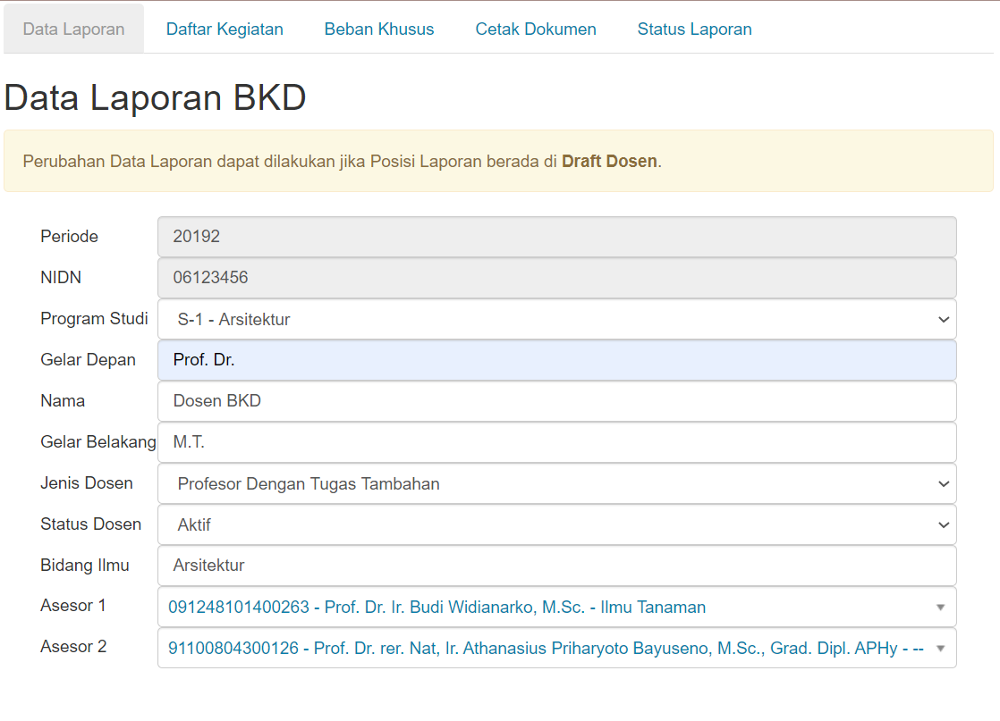 Data Laporan Daftar Kegiatan Beban Khusus Cetak Dokumen Status Laporan
Data Laporan BKD
Perubahan Data Laporan dapat dilakukan jika Posisi Laporan berada di Draft Dosen.
Periode 20192
NIDN 06123456
Program Studi S-1 - Arsitektur
Gelar Depan Prof. Dr.
Nama Dosen BKD
Gelar Belakang M.T.
Jenis Dosen Profesor Dengan Tugas Tambahan
Status Dosen Aktif
Bidang Ilmu Arsitektur
Asesor 1 091248101400263 - Prof. Dr. Ir. Budi Widianarko, M.Sc. - Ilmu Tanaman
Asesor 2 91100804300126 - Prof. Dr. rer. Nat, Ir. Athanasius Priharyoto Bayuseno, M.Sc., Grad. Dipl. APHy - --